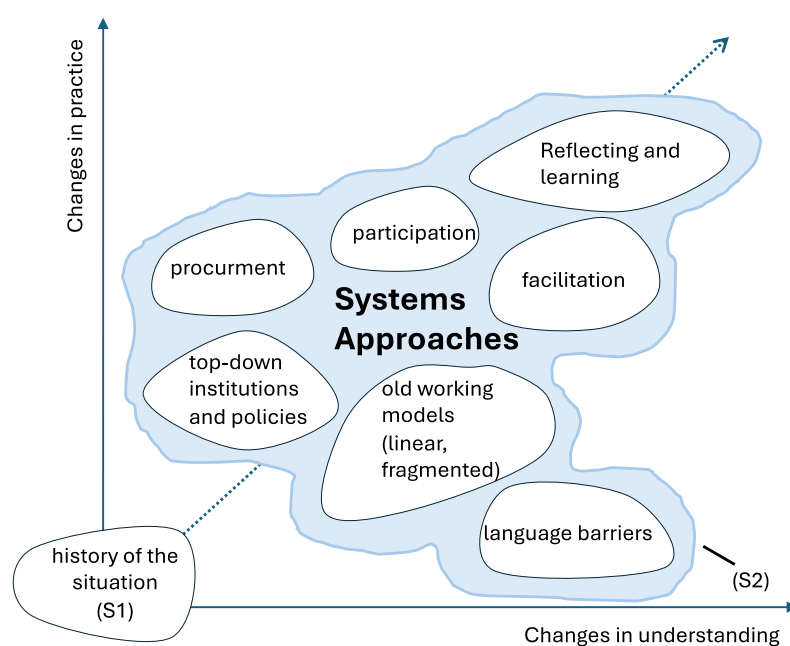 Changes in practice
Reflecting and
learning
participation
procurment
facilitation
Systems
Approaches
top-down
institutions
and policies
old working
models
(linear,
fragmented)
language barriers
history of the
situation
(S1)
(S2)
Changes in understanding